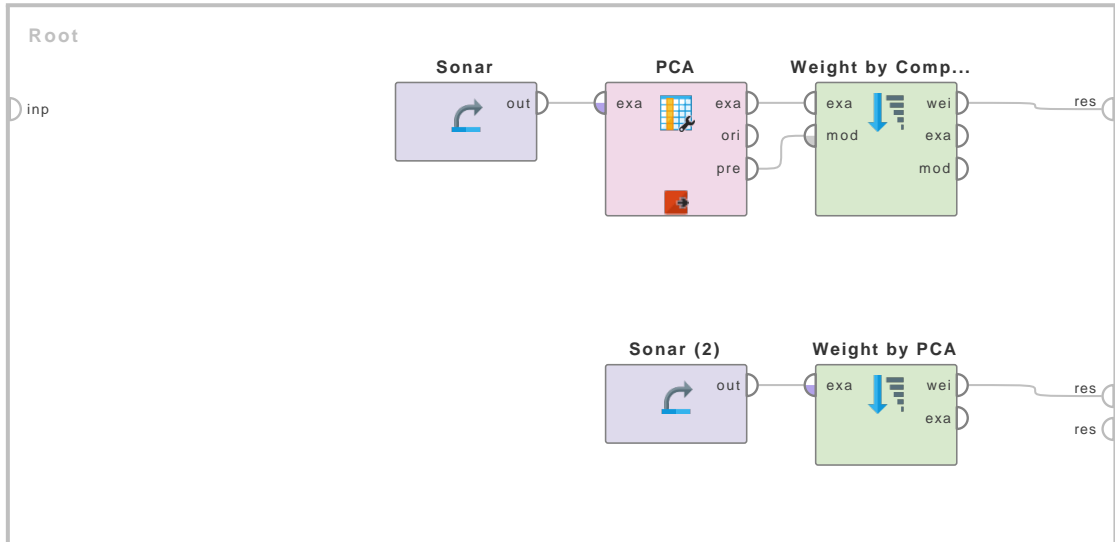 Root
Sonar
PCA
Weight by Comp...
inp
out
exa
exa
ori
pre
exa
mod
wei
exa
mod
res
Sonar (2)
Weight by PCA
out
exa
wei
exa
res
res